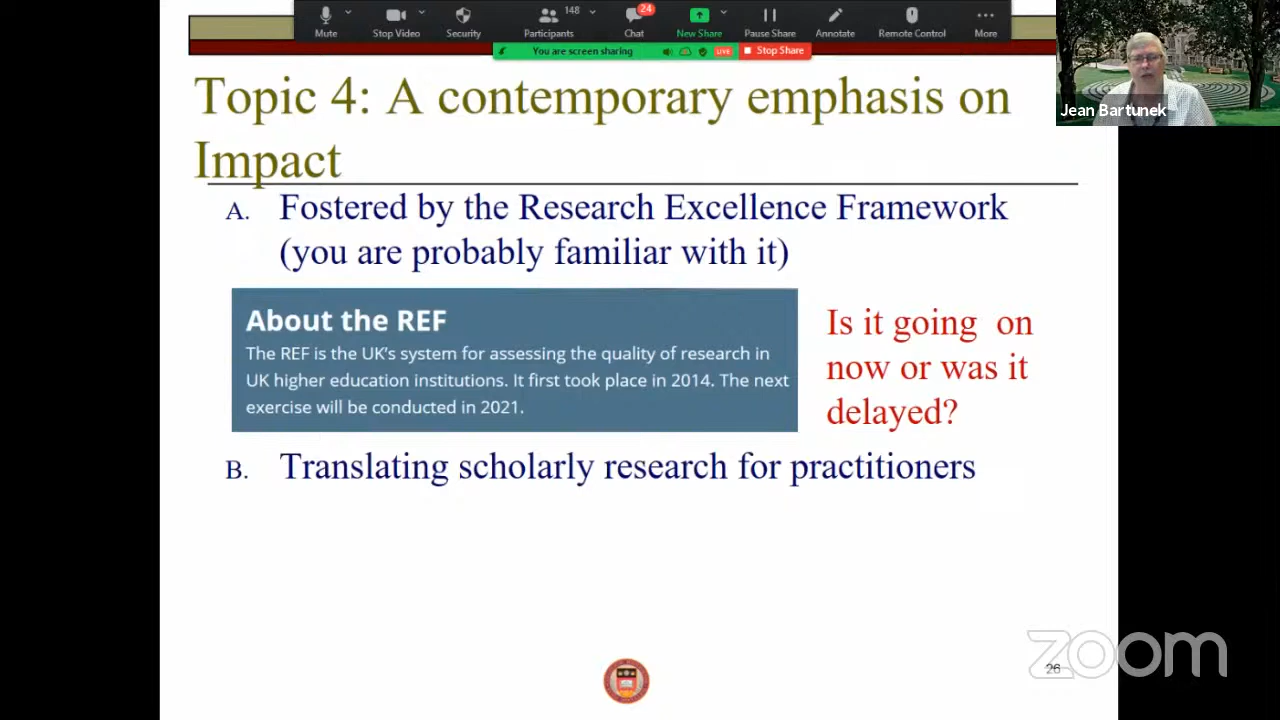 Mute
Stop Video
Security
148
Participants
24
Chat
New Share
Pause Share
Annotate
Remote Control
More
You are screen sharing
LIVE
Stop Share
Jean Bartunek
Topic 4: A contemporary emphasis on
Impact
A. Fostered by the Research Excellence Framework
(you are probably familiar with it)
About the REF
The REF is the UK's system for assessing the quality of research in
UK higher education institutions. It first took place in 2014. The next
exercise will be conducted in 2021.
Is it going on
now or was it
delayed?
B. Translating scholarly research for practitioners
26
zoom